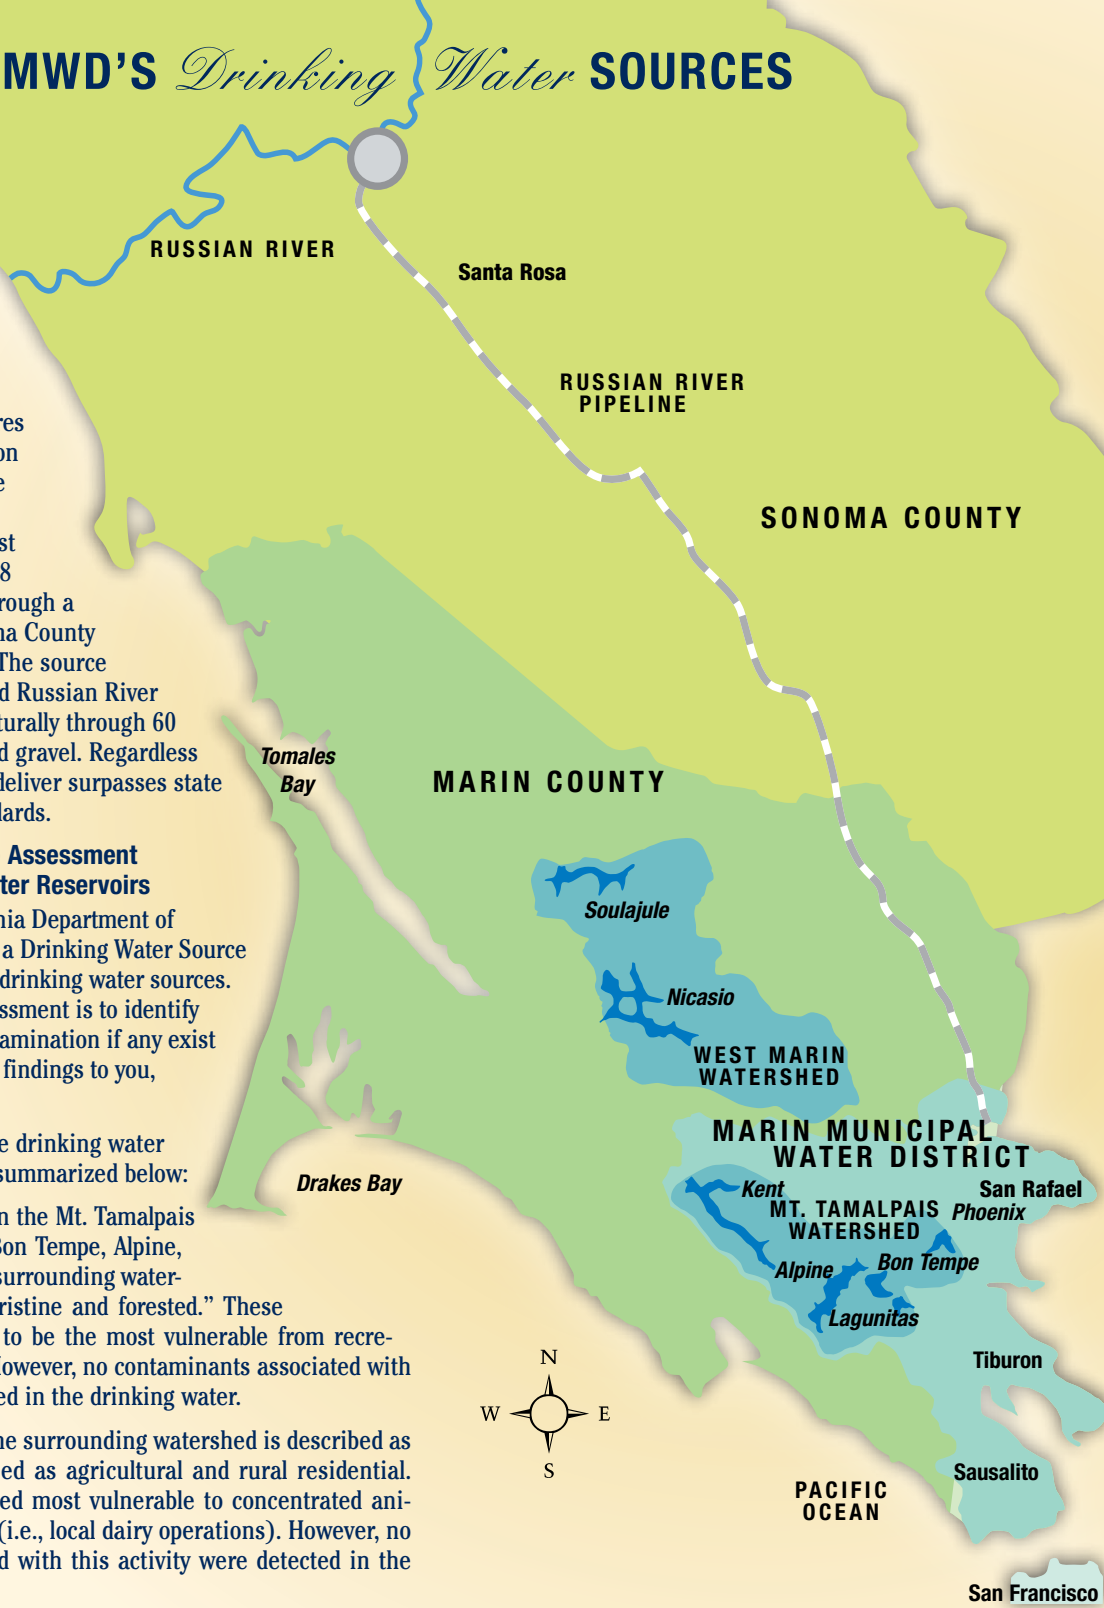 MWD'S Drinking Water SOURCES
RUSSIAN RIVER
Santa Rosa
RUSSIAN RIVER
PIPELINE
SONOMA COUNTY
MARIN COUNTY
Tomales
Bay
Soulajule
Nicasio
WEST MARIN
WATERSHED
MARIN MUNICIPAL
WATER DISTRICT
Kent
San Rafael
MT. TAMALPAIS
WATERSHED
Phoenix
Alpine
Bon Tempe
Lagunitas
Drakes Bay
Tiburon
N
W
E
S
Sausalito
PACIFIC
OCEAN
San Francisco
res
on
e
st
8
rough a
na County
The source
d Russian River
turally through 60
d gravel. Regardless
deliver surpasses state
dards.
Assessment
ter Reservoirs
nia Department of
a Drinking Water Source
drinking water sources.
ssment is to identify
amination if any exist
findings to you,
e drinking water
summarized below:
n the Mt. Tamalpais
Bon Tempe, Alpine,
surrounding water-
ristine and forested.” These
to be the most vulnerable from recre-
However, no contaminants associated with
ed in the drinking water.
he surrounding watershed is described as
ed as agricultural and rural residential.
ed most vulnerable to concentrated ani-
(i.e., local dairy operations). However, no
d with this activity were detected in the